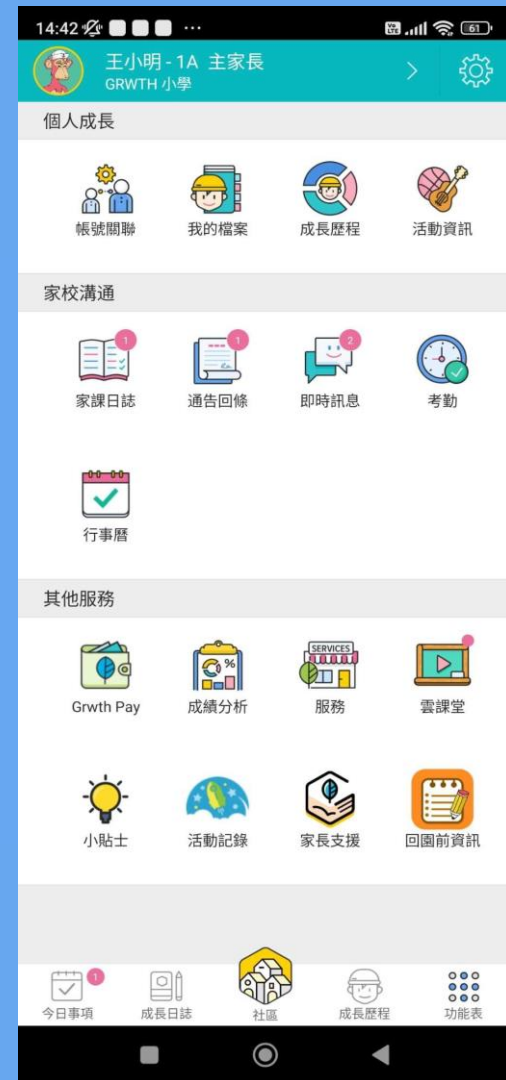 14:42
Vo LTE
61
王小明 - 1A 主家長
GRWTH 小學
個人成長
帳號關聯 我的檔案 成長歷程 活動資訊
家校溝通
1 1 2
家課日誌 通告回條 即時訊息 考勤
行事曆
其他服務
% SERVICES
Grwth Pay 成績分析 服務 雲課堂
小貼士 活動記錄 家長支援 回園前資訊
1
今日事項 成長日誌 社區 成長歷程 功能表